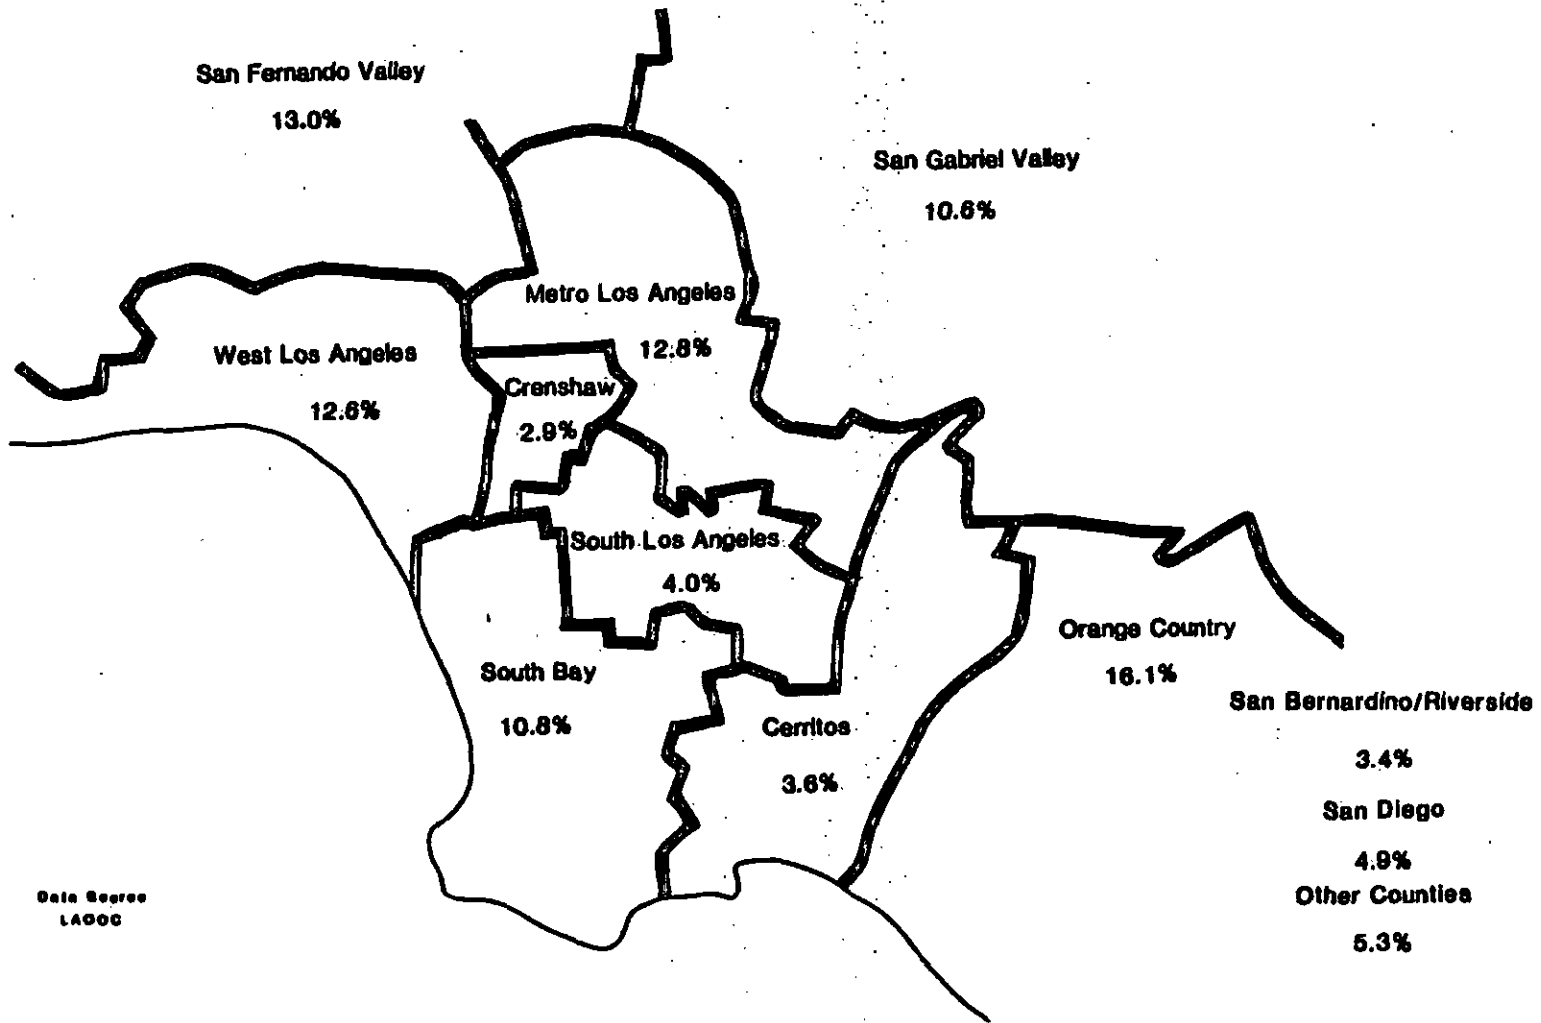 San Fernando Valley
13.0%
San Gabriel Valley
10.6%
Metro Los Angeles
12.8%
West Los Angeles
12.6%
Crenshaw
2.9%
South Los Angeles
4.0%
Orange Country
16.1%
South Bay
10.8%
Cerritos
3.6%
San Bernardino/Riverside
3.4%
San Diego
4.9%
Other Counties
5.3%
Data Source
LAOOC